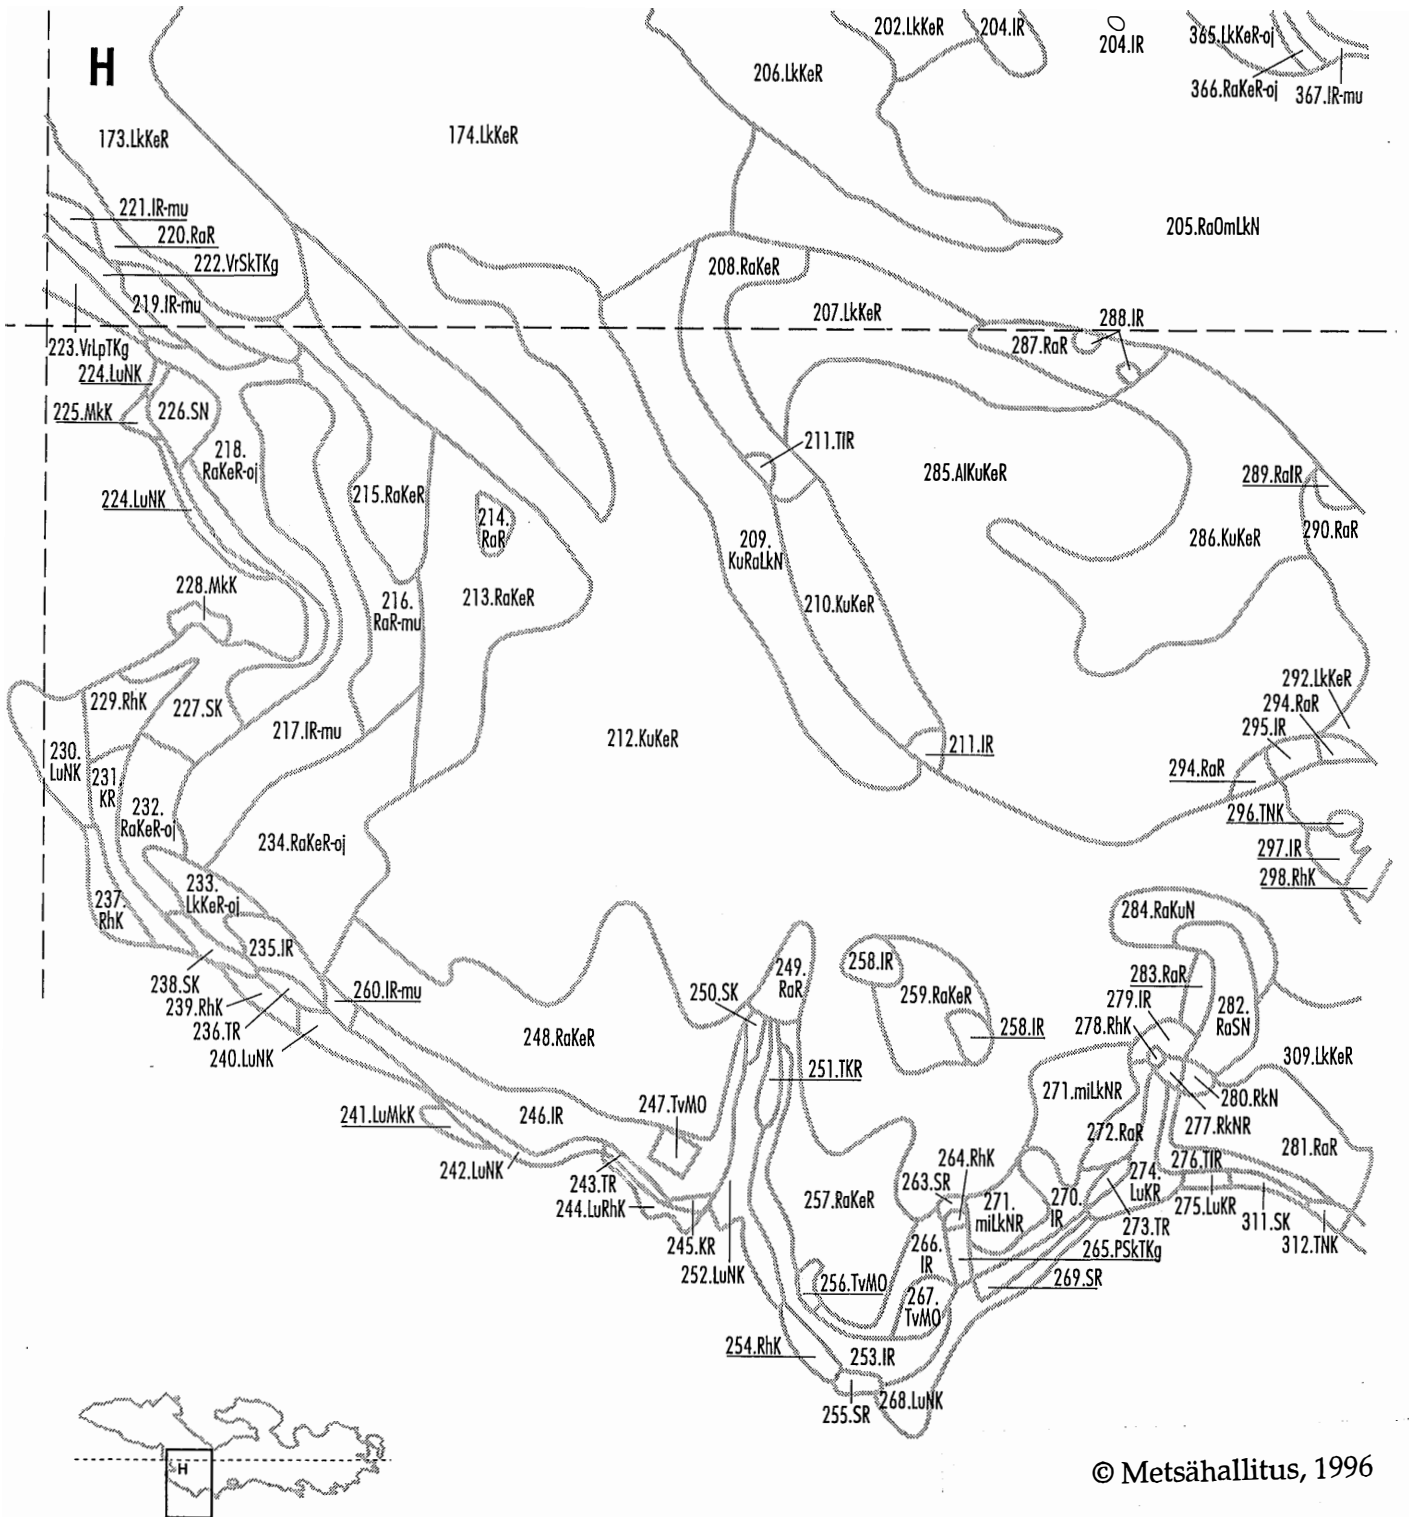 H
202.LkKeR
204.IR
204.IR
365.LkKeR-oj
366.RaKeR-oj
367.IR-mu
206.LkKeR
173.LkKeR
174.LkKeR
221.IR-mu
220.RaR
222.VrSkTKg
219.IR-mu
205.RaOmLkN
208.RaKeR
207.LkKeR
288.IR
287.RaR
223.VrLpTKg
224.LuNK
225.MkK
226.SN
218.
RaKeR-oj
211.TIR
285.AlKuKeR
289.RaIR
290.RaR
224.LuNK
215.RaKeR
214.
RaR
286.KuKeR
209.
KuRaLkN
228.MkK
216.
RaR-mu
213.RaKeR
210.KuKeR
292.LkKeR
294.RaR
295.IR
229.RhK
227.SK
217.IR-mu
212.KuKeR
211.IR
294.RaR
230.
LuNK
231.
KR
232.
RaKeR-oj
296.TNK
234.RaKeR-oj
297.IR
298.RhK
233.
LkKeR-oj
237.
RhK
284.RaKuN
235.IR
238.SK
239.RhK
236.TR
240.LuNK
260.IR-mu
250.SK
249.
RaR
258.IR
259.RaKeR
258.IR
283.RaR
279.IR
278.RhK
282.
RaSN
248.RaKeR
251.TKR
309.LkKeR
271.miLkNR
280.RkN
277.RkNR
241.LuMkK
246.IR
247.TvMO
272.RaR
281.RaR
242.LuNK
243.TR
244.LuRhK
257.RaKeR
263.SR
264.RhK
271.
miLkNR
270.
IR
274.
LuKR
276.TIR
275.LuKR
273.TR
311.SK
312.TNK
245.KR
252.LuNK
266.
IR
265.PSkTKg
269.SR
256.TvMO
267.
TvMO
254.RhK
253.IR
255.SR
268.LuNK
H
© Metsähallitus, 1996